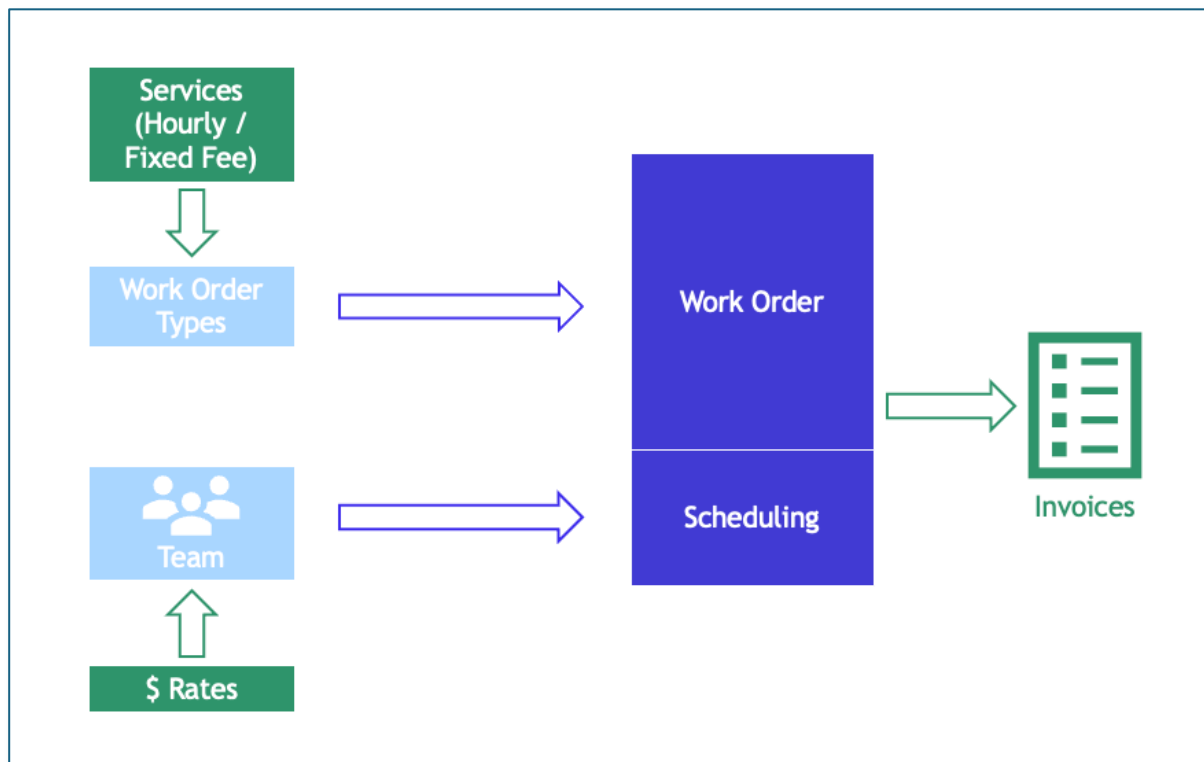 Services
(Hourly /
Fixed Fee)
Work Order
Types
Work Order
Team
Scheduling
Invoices
$ Rates